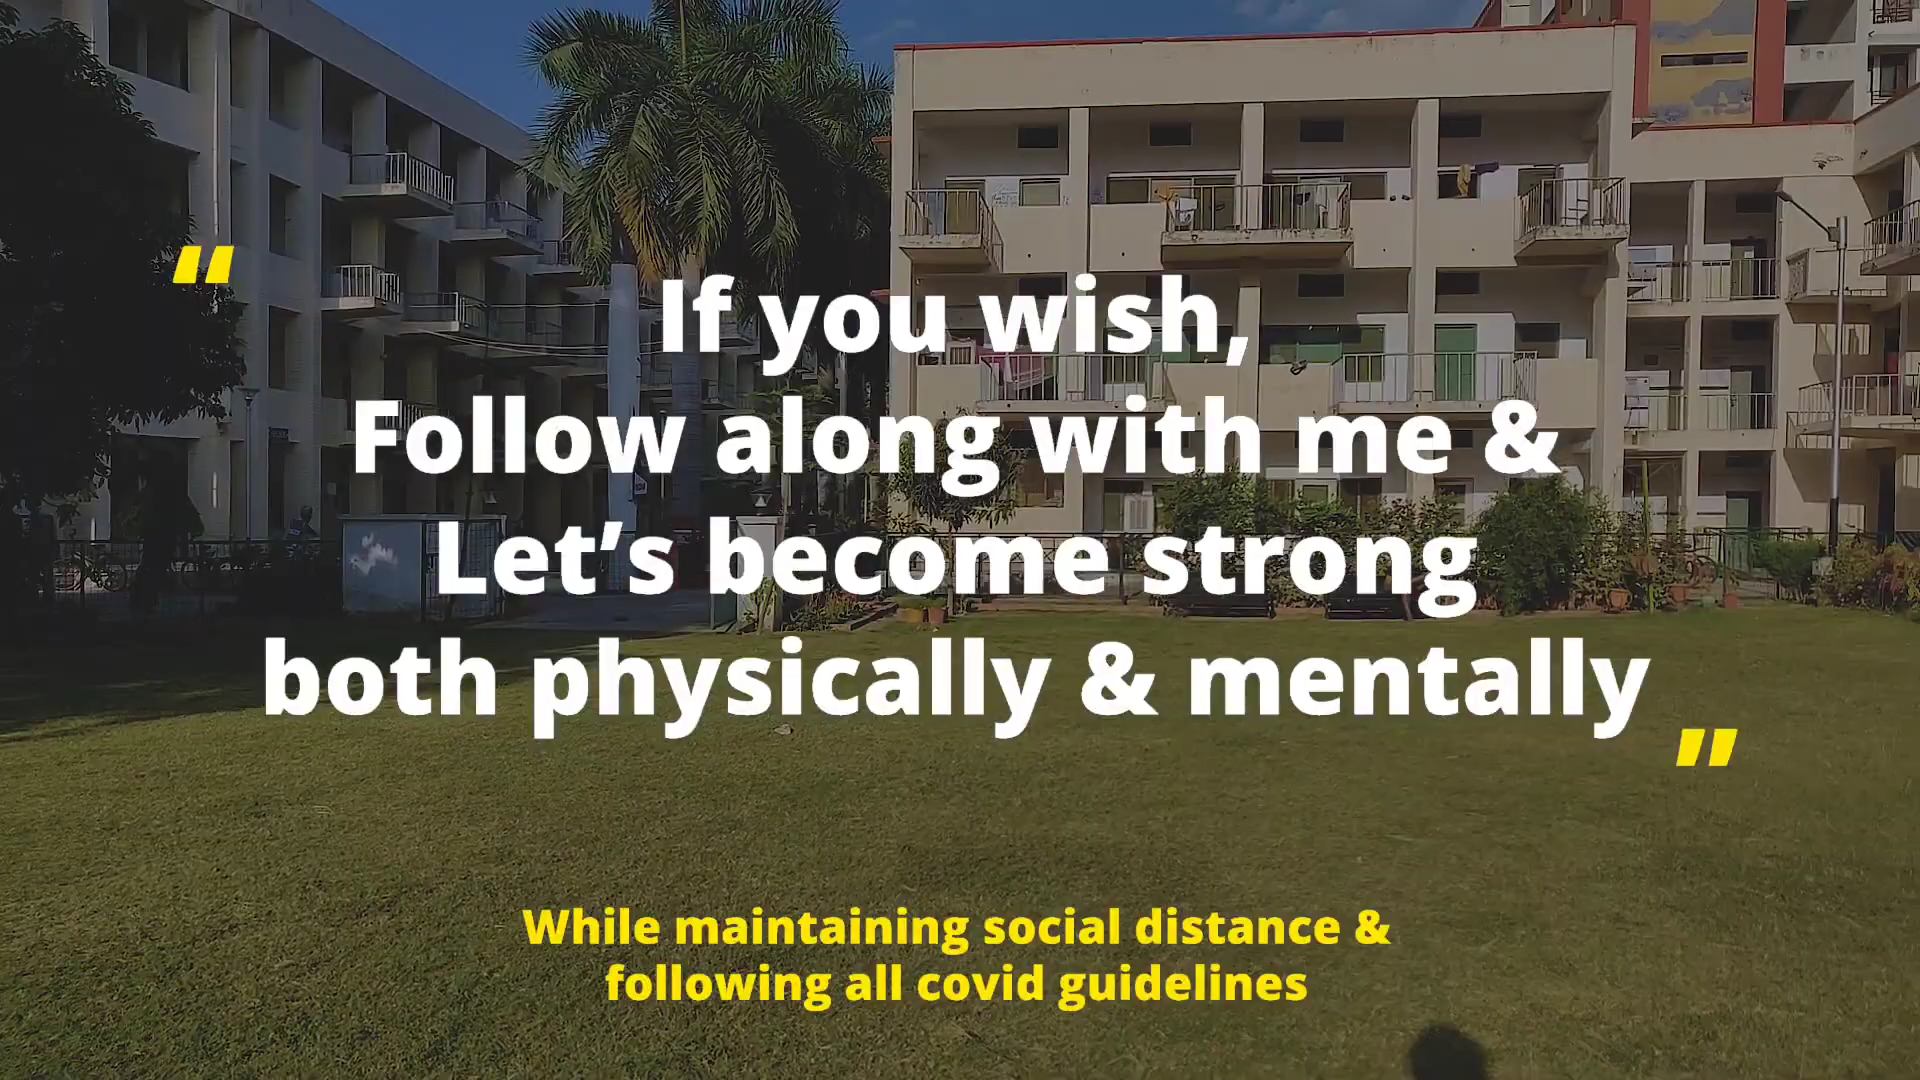 “
If you wish,
Follow along with me &
Let’s become strong
both physically & mentally
”
While maintaining social distance &
following all covid guidelines